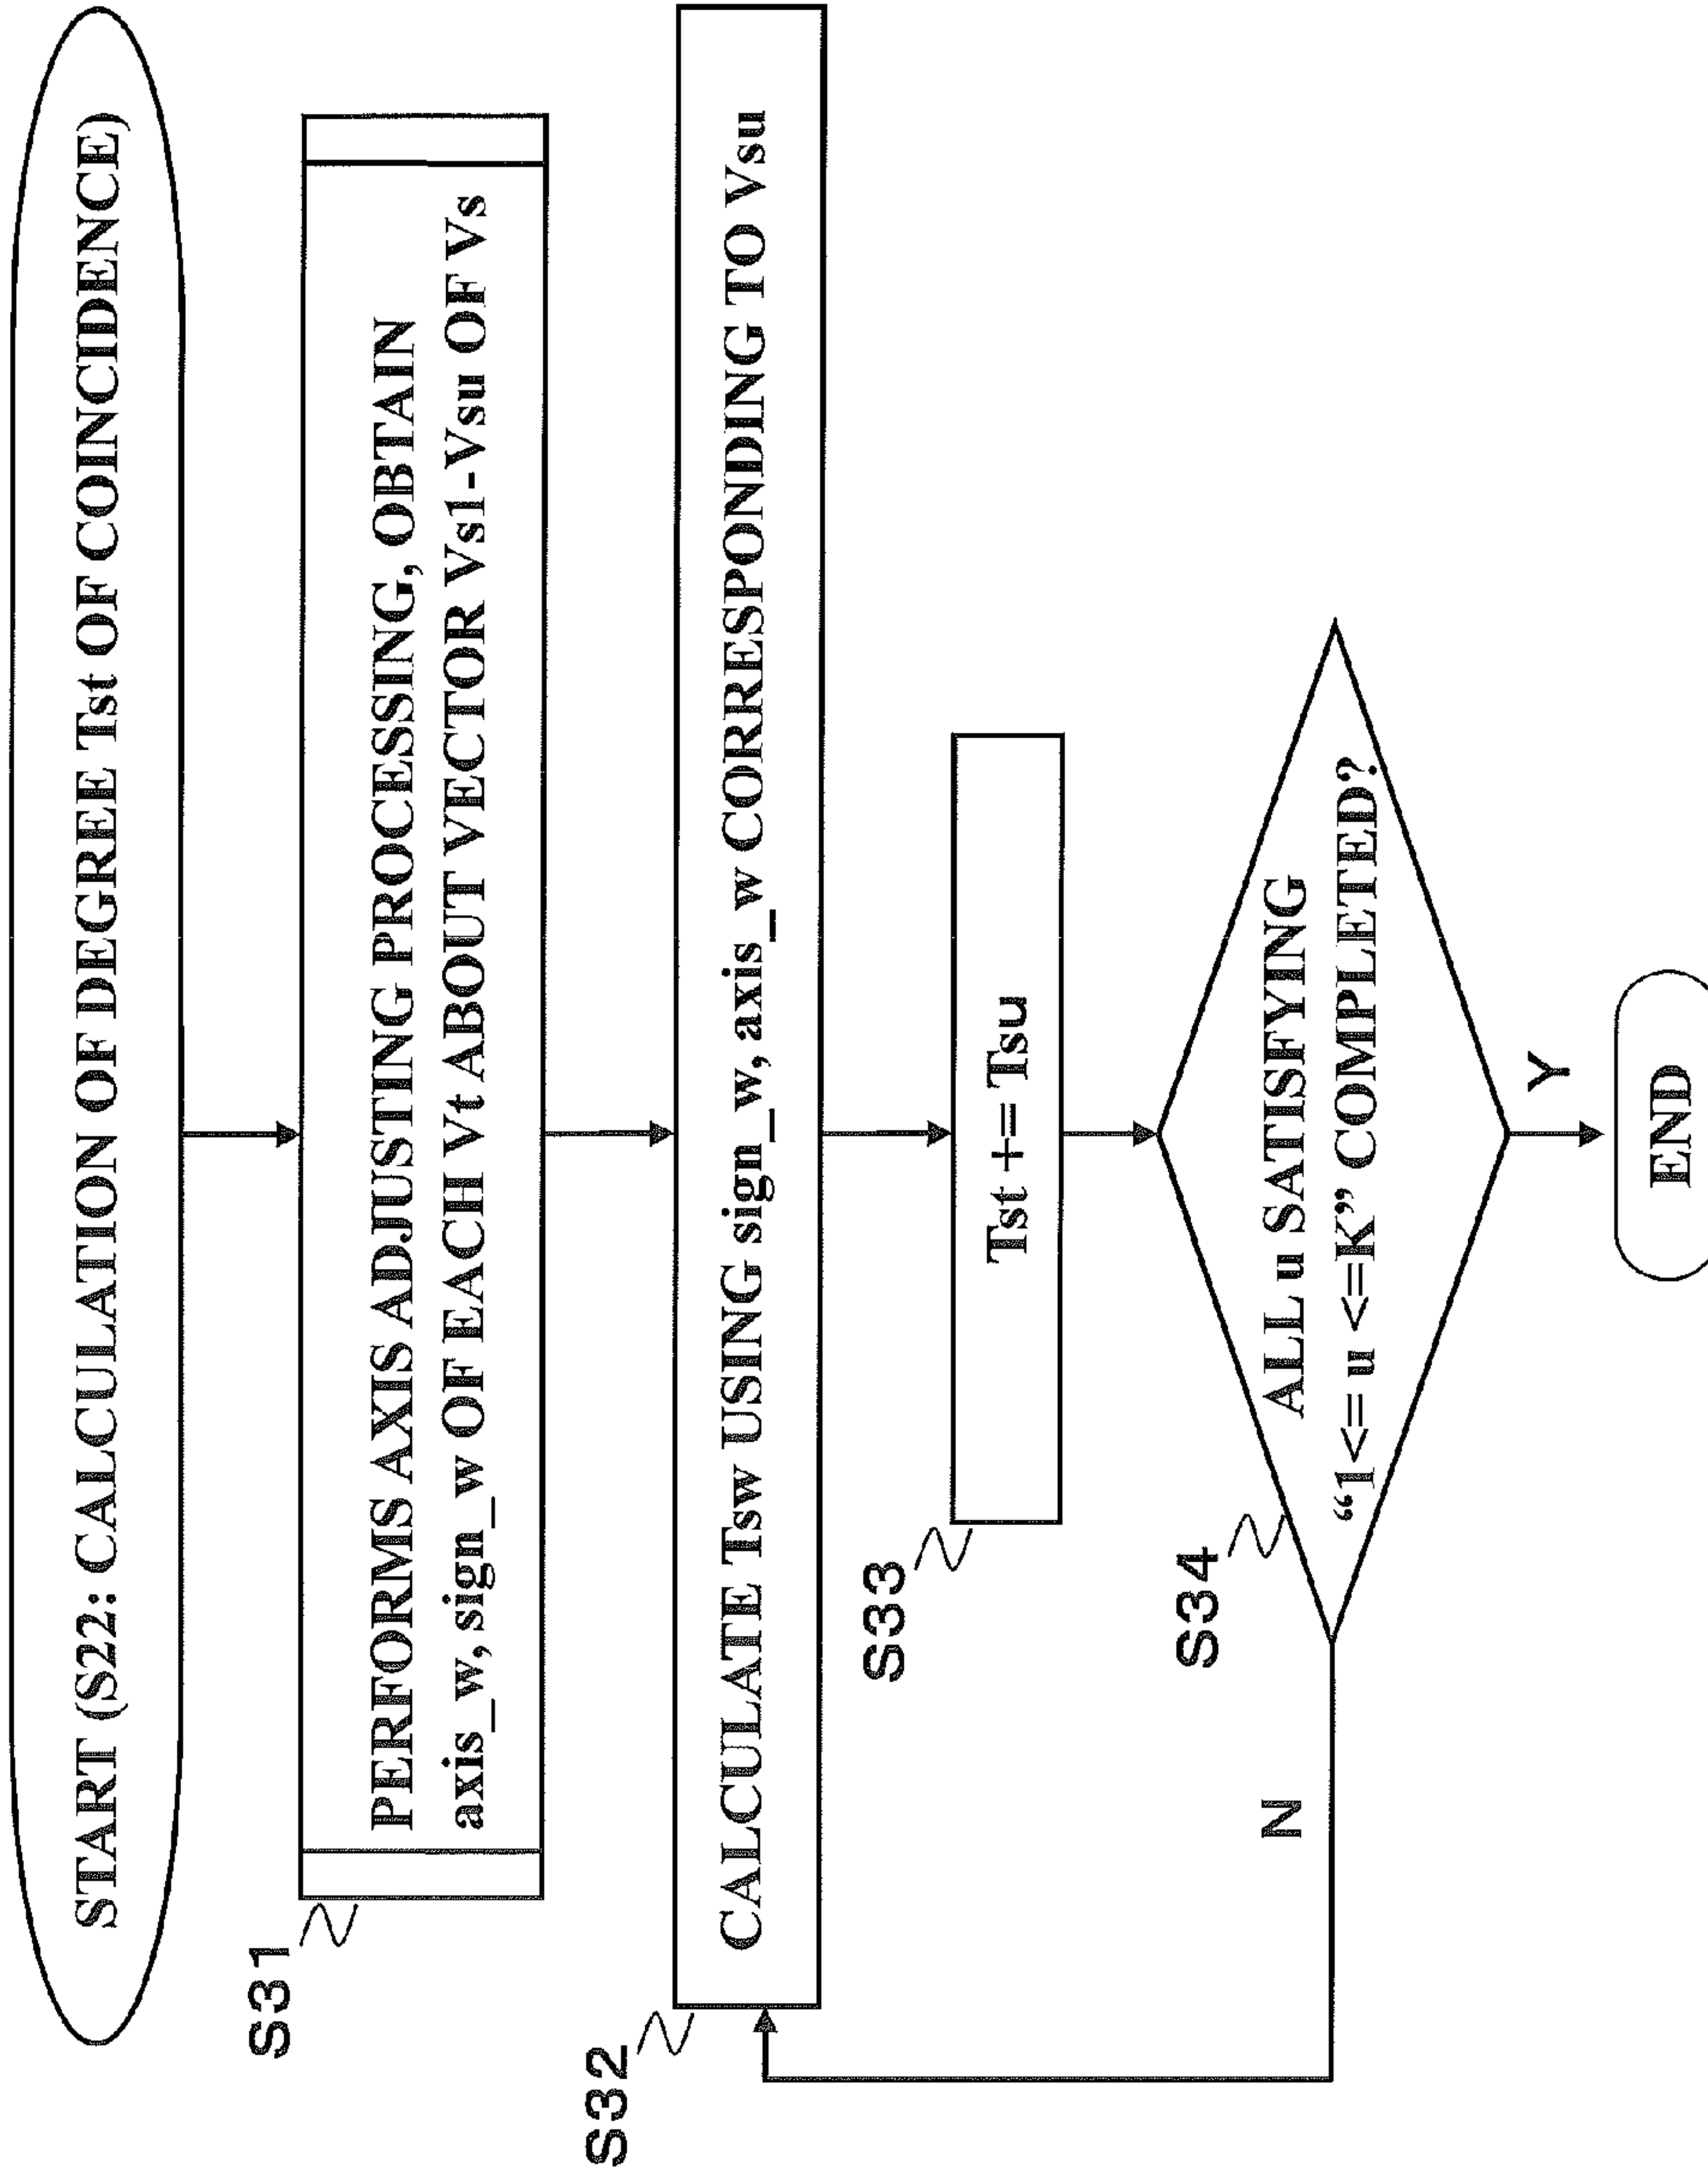 START (S22: CALCULATION OF DEGREE Tst OF COINCIDENCE)
S31
PERFORMS AXIS ADJUSTING PROCESSING, OBTAIN
axis_w, sign_w OF EACH Vt ABOUT VECTOR Vs1-Vsu OF Vs
S32
CALCULATE Tsw USING sign_w, axis_w CORRESPONDING TO Vsu
S33
Tst += Tsu
S34
ALL u SATISFYING
“1<= u <=K” COMPLETED?
N
Y
END